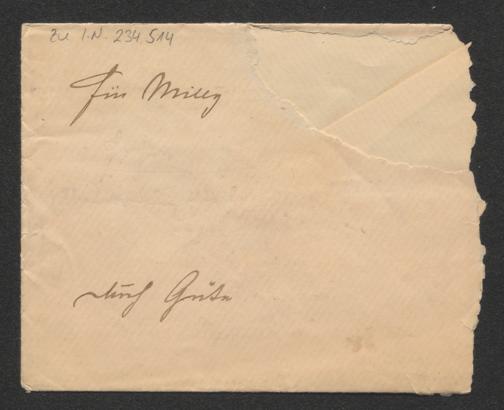 Zu I.N. 234.514
Für Milly
durch Güte